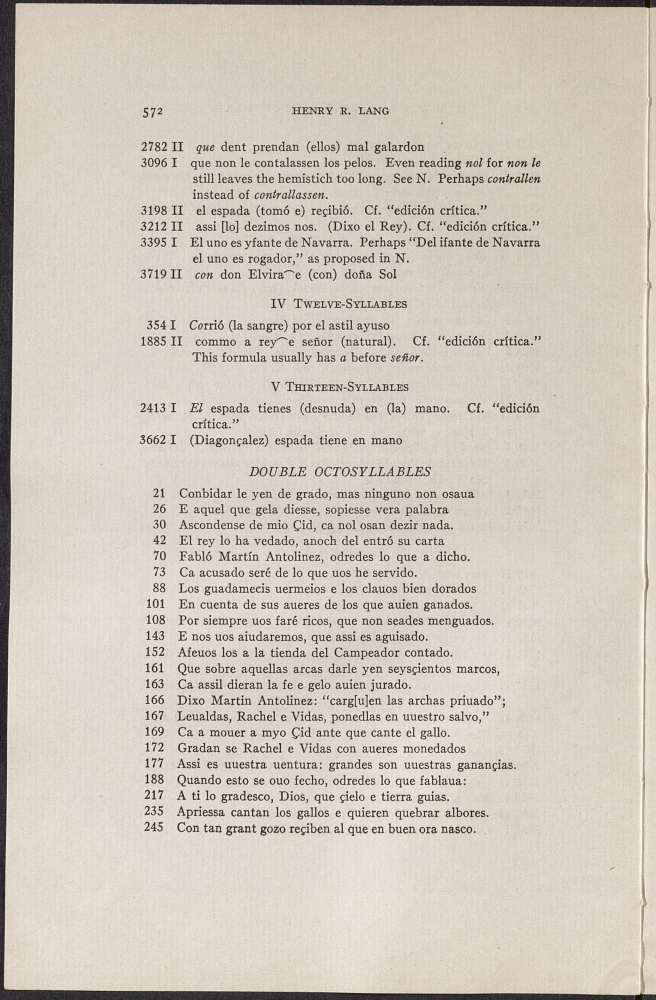 572 HENRY R. LANG
2782 II que dent prendan (ellos) mal galardon
3096 I que non le contalassen los pelos. Even reading nol for non le
still leaves the hemistich too long. See N. Perhaps contrallen
instead of contrallassen.
3198 II el espada (tomó e) reçibió. Cf. “edición crítica.”
3212 II assi [lo] dezimos nos. (Dixo el Rey). Cf. “edición crítica.”
3395 I El uno es yfante de Navarra. Perhaps “Del ifante de Navarra
el uno es rogador,” as proposed in N.
3719 II con don Elvira⁀e (con) doña Sol
IV TWELVE-SYLLABLES
354 I Corrió (la sangre) por el astil ayuso
1885 II commo a rey⁀e señor (natural). Cf. “edición crítica.”
This formula usually has a before señor.
V THIRTEEN-SYLLABLES
2413 I El espada tienes (desnuda) en (la) mano. Cf. “edición
crítica.”
3662 I (Diagonçalez) espada tiene en mano
DOUBLE OCTOSYLLABLES
21 Conbidar le yen de grado, mas ninguno non osaua
26 E aquel que gela diesse, sopiesse vera palabra
30 Ascondense de mio Çid, ca nol osan dezir nada.
42 El rey lo ha vedado, anoch del entró su carta
70 Fabló Martín Antolinez, odredes lo que a dicho.
73 Ca acusado seré de lo que uos he servido.
88 Los guadamecis uermeios e los clauos bien dorados
101 En cuenta de sus aueres de los que auien ganados.
108 Por siempre uos faré ricos, que non seades menguados.
143 E nos uos aiudaremos, que assi es aguisado.
152 Afeuos los a la tienda del Campeador contado.
161 Que sobre aquellas arcas darle yen seysçientos marcos,
163 Ca assil dieran la fe e gelo auien jurado.
166 Dixo Martin Antolinez: “carg[u]en las archas priuado”;
167 Leualdas, Rachel e Vidas, ponedlas en uuestro salvo,”
169 Ca a mouer a myo Çid ante que cante el gallo.
172 Gradan se Rachel e Vidas con aueres monedados
177 Assi es uuestra uentura: grandes son uuestras ganançias.
188 Quando esto se ouo fecho, odredes lo que fablaua:
217 A ti lo gradesco, Dios, que çielo e tierra guias.
235 Apriessa cantan los gallos e quieren quebrar albores.
245 Con tan grant gozo reçiben al que en buen ora nasco.